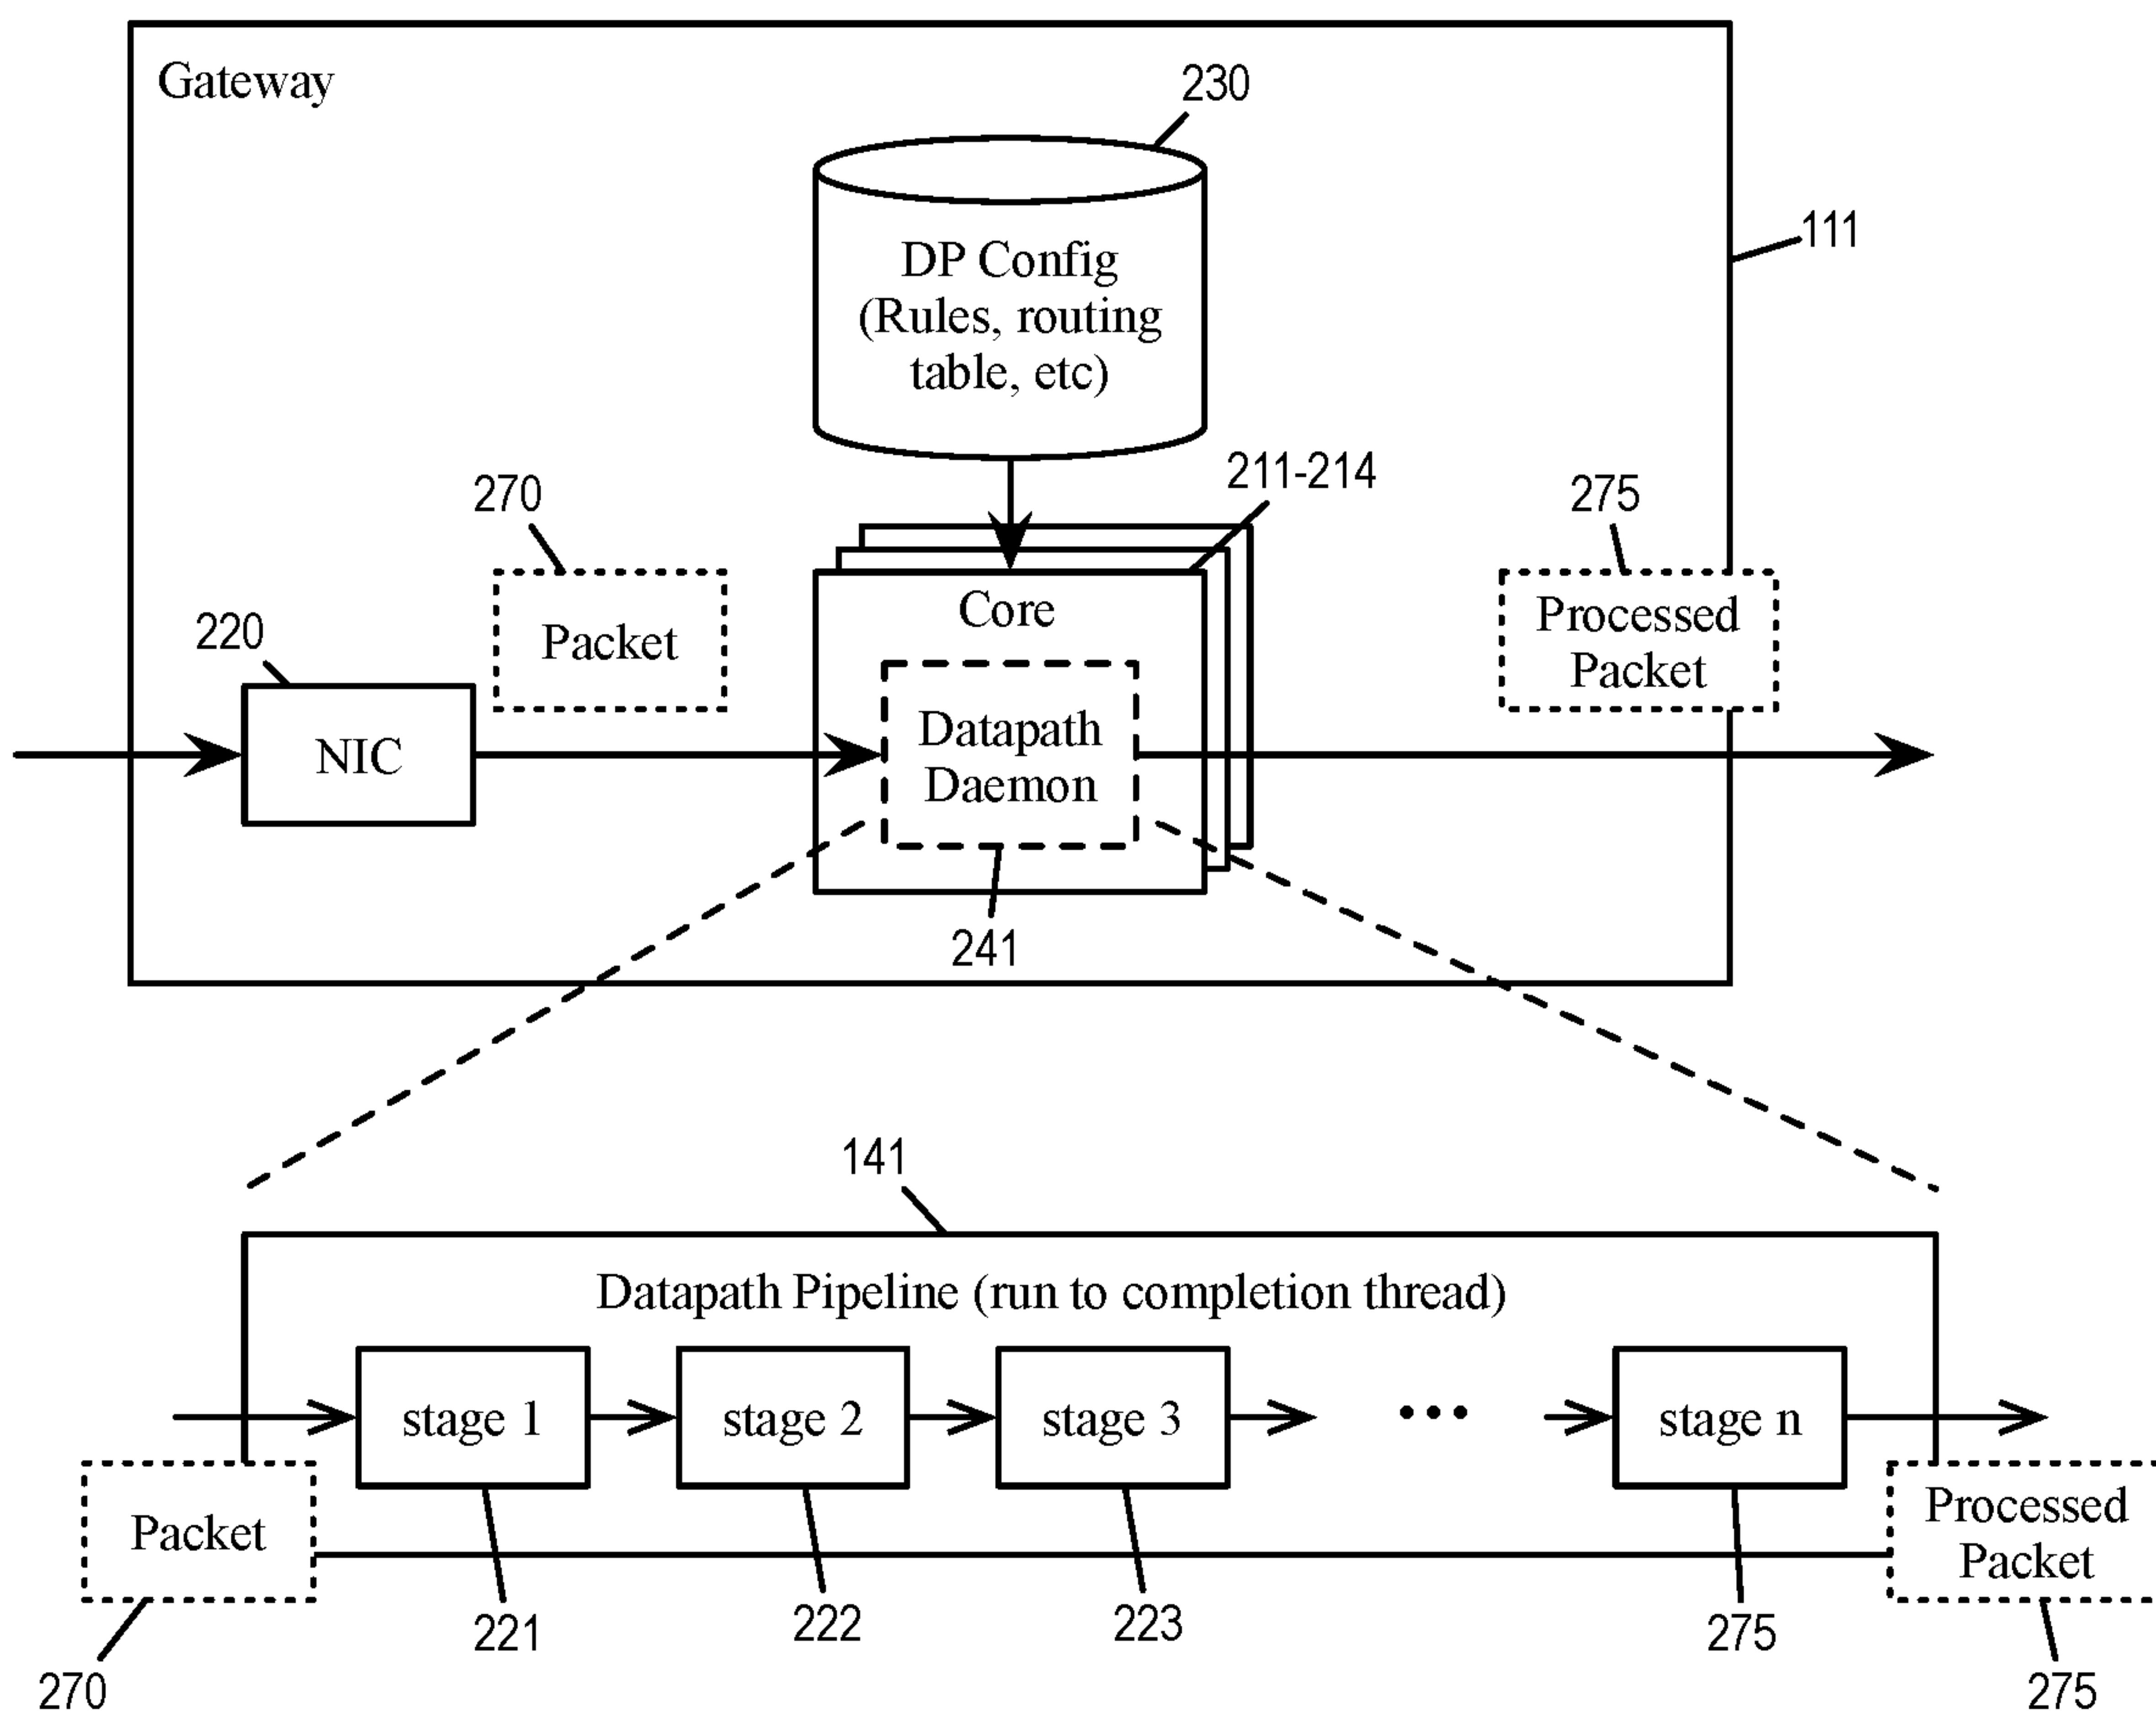 Gateway
230
DP Config
(Rules, routing
table, etc)
111
211-214
270
275
Packet
Core
Processed
Packet
220
NIC
Datapath
Daemon
241
141
Datapath Pipeline (run to completion thread)
stage 1
stage 2
stage 3
•••
stage n
Packet
Processed
Packet
221
222
223
275
270
275